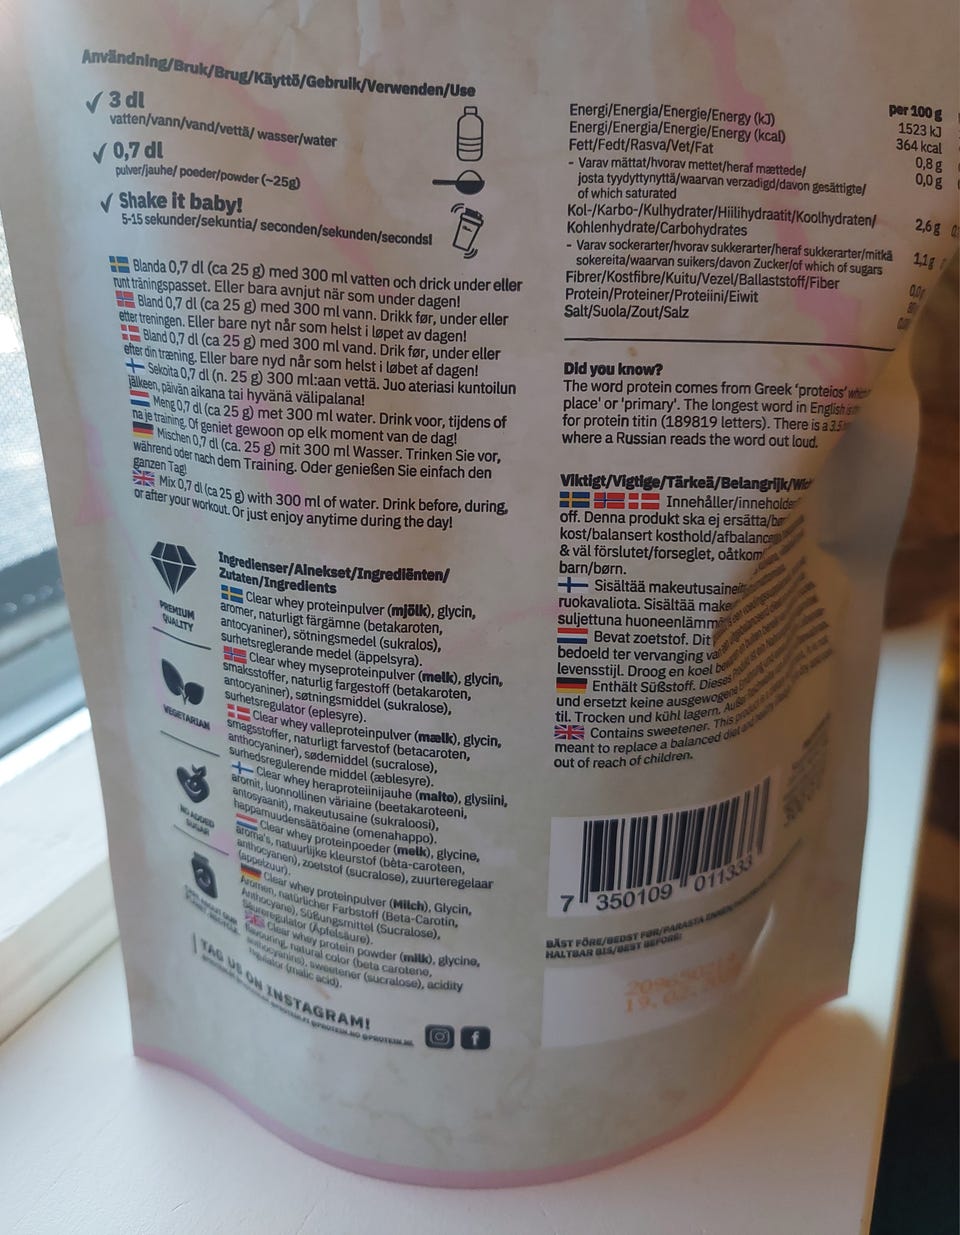 Användning/Bruk/Brug/Käyttö/Gebruik/Verwenden/Use
3 dl
vatten/vann/vand/vettä/ wasser/water
0,7 dl
pulver/jauhe/ poeder/powder (~25g)
Shake it baby!
5-15 sekunder/sekuntia/ seconden/sekunden/seconds!
Blanda 0,7 dl (ca 25 g) med 300 ml vatten och drick under eller
runt träningspasset. Eller bara avnjut när som under dagen!
Bland 0,7 dl (ca 25 g) med 300 ml vann. Drikk før, under eller
etter treningen. Eller bare nyt når som helst i løpet av dagen!
Bland 0,7 dl (ca 25 g) med 300 ml vand. Drik før, under eller
efter din træning. Eller bare nyd når som helst i løbet af dagen!
Sekoita 0,7 dl (n. 25 g) 300 ml:aan vettä. Juo ateriasi kuntoilun
jälkeen, päivän aikana tai hyvänä välipalana!
Meng 0,7 dl (ca 25 g) met 300 ml water. Drink voor, tijdens of
na je training. Of geniet gewoon op elk moment van de dag!
Mischen 0,7 dl (ca. 25 g) mit 300 ml Wasser. Trinken Sie vor,
während oder nach dem Training. Oder genießen Sie einfach den
ganzen Tag!
Mix 0,7 dl (ca 25 g) with 300 ml of water. Drink before, during,
or after your workout. Or just enjoy anytime during the day!
PREMIUM
QUALITY
VEGETARIAN
NO ADDED
SUGAR
Ingredienser/Ainekset/Ingrediënten/
Zutaten/Ingredients
Clear whey proteinpulver (mjölk), glycin,
aromer, naturligt färgämne (betakaroten,
antocyaniner), sötningsmedel (sukralos),
surhetsreglerande medel (äppelsyra).
Clear whey myseproteinpulver (melk), glycin,
smaksstoffer, naturlig fargestoff (betakaroten,
antocyaniner), søtningsmiddel (sukralose),
surhetsregulator (eplesyre).
Clear whey valleproteinpulver (mælk), glycin,
smagsstoffer, naturligt farvestof (betacaroten,
anthocyaniner), sødemiddel (sucralose),
surhedsregulerende middel (æblesyre).
Clear whey heraproteiinijauhe (maito), glysiini,
aromit, luonnollinen väriaine (beetakaroteeni,
antosyaanit), makeutusaine (sukraloosi),
happamuudensäätöaine (omenahappo).
Clear whey proteinpoeder (melk), glycine,
aroma's, natuurlijke kleurstof (bèta-caroteen,
anthocyanen), zoetstof (sucralose), zuurteregelaar
(appelzuur).
Clear whey proteinpulver (Milch), Glycin,
Aromen, natürlicher Farbstoff (Beta-Carotin,
Anthocyane), Süßungsmittel (Sucralose),
Säureregulator (Apfelsäure).
Clear whey protein powder (milk), glycine,
flavouring, natural color (beta carotene,
anthocyanins), sweetener (sucralose), acidity
regulator (malic acid).
TAG US ON INSTAGRAM!
per 100 g
Energi/Energia/Energie/Energy (kJ) 1523 kJ
Energi/Energia/Energie/Energy (kcal) 364 kcal
Fett/Fedt/Rasva/Vet/Fat 0,8 g
- Varav mättat/hvorav mettet/heraf mættede/ 0,0 g
josta tyydyttynyttä/waarvan verzadigd/davon gesättigte/
of which saturated
Kol-/Karbo-/Kulhydrater/Hiilihydraatit/Koolhydraten/ 2,6 g
Kohlenhydrate/Carbohydrates
- Varav sockerarter/hvorav sukkerarter/heraf sukkerarter/mitkä 1,1 g
sokereita/waarvan suikers/davon Zucker/of which of sugars
Fibrer/Kostfibre/Kuitu/Vezel/Ballaststoff/Fiber 0,0
Protein/Proteiner/Proteiini/Eiwit
Salt/Suola/Zout/Salz
Did you know?
The word protein comes from Greek 'proteios'
place' or 'primary'. The longest word in English is
for protein titin (189819 letters). There is a 3.5
where a Russian reads the word out loud.
Viktigt/Vigtige/Tärkeä/Belangrijk/
Innehåller/inneholder
off. Denna produkt ska ej ersätta/
kost/balansert kosthold/
& väl förslutet/forseglet,
barn/børn.
Sisältää
ruokavaliota. Sisältää
suljettuna
Bevat zoetstof. Dit
bedoeld ter vervanging
levensstijl. Droog en koel
Enthält Süßstoff. Dieses
und ersetzt keine ausgewogene
til. Trocken und kühl lagern.
Contains sweetener. This product is
meant to replace a balanced diet and
out of reach of children.
7 350109 011333
BÄST FÖRE/BEDST FØR/PARASTA ENNEN/
HALTBAR BIS/BEST BEFORE:
19. 02.